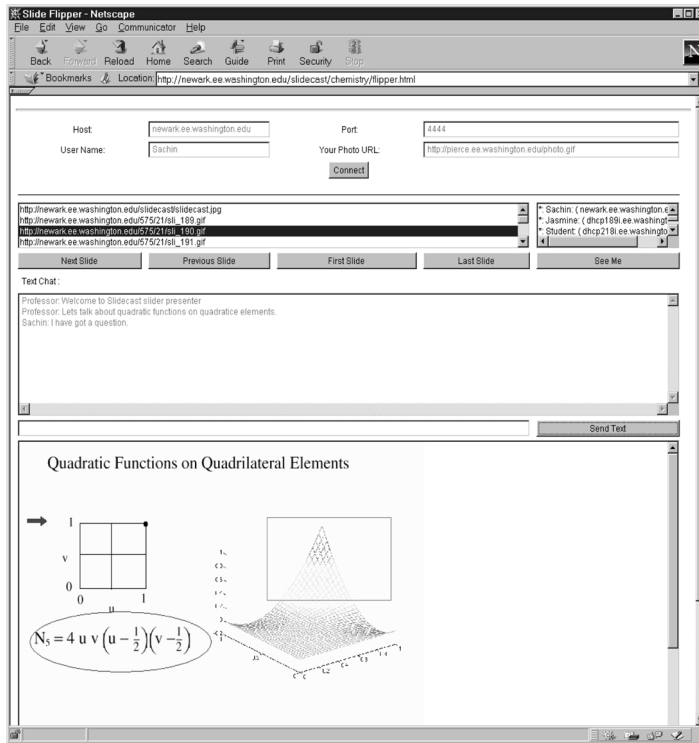 Slide Flipper - Netscape
File Edit View Go Communicator Help
Back Forward Reload Home Search Guide Print Security Stop
N
Bookmarks Location: http://newark.ee.washington.edu/slidecast/chemistry/flipper.html
Host: newark.ee.washington.edu Port: 4444
User Name: Sachin Your Photo URL: http://pierce.ee.washington.edu/photo.gif
Connect
http://newark.ee.washington.edu/slidecast/slidecast.jpg *: Sachin: ( newark.ee.washington.e
http://newark.ee.washington.edu/575/21/sli_189.gif *: Jasmine: ( dhcp189i.ee.washingt
http://newark.ee.washington.edu/575/21/sli_190.gif *: Student: ( dhcp218i.ee.washingto
http://newark.ee.washington.edu/575/21/sli_191.gif
Next Slide Previous Slide First Slide Last Slide See Me
Text Chat :
Professor: Welcome to Slidecast slider presenter
Professor: Lets talk about quadratic functions on quadratice elements.
Sachin: I have got a question.
Send Text
Quadratic Functions on Quadrilateral Elements
1
v
0
0 1
u
N₅ = 4 u v (u − 1/2)(v − 1/2)